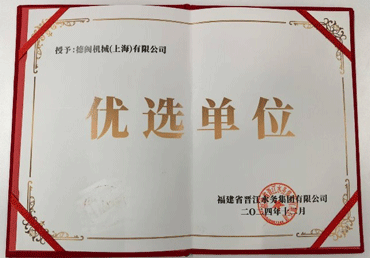 授予：德闽机械(上海)有限公司
优选单位
福建省晋江水务集团有限公司
二〇二四年十二月